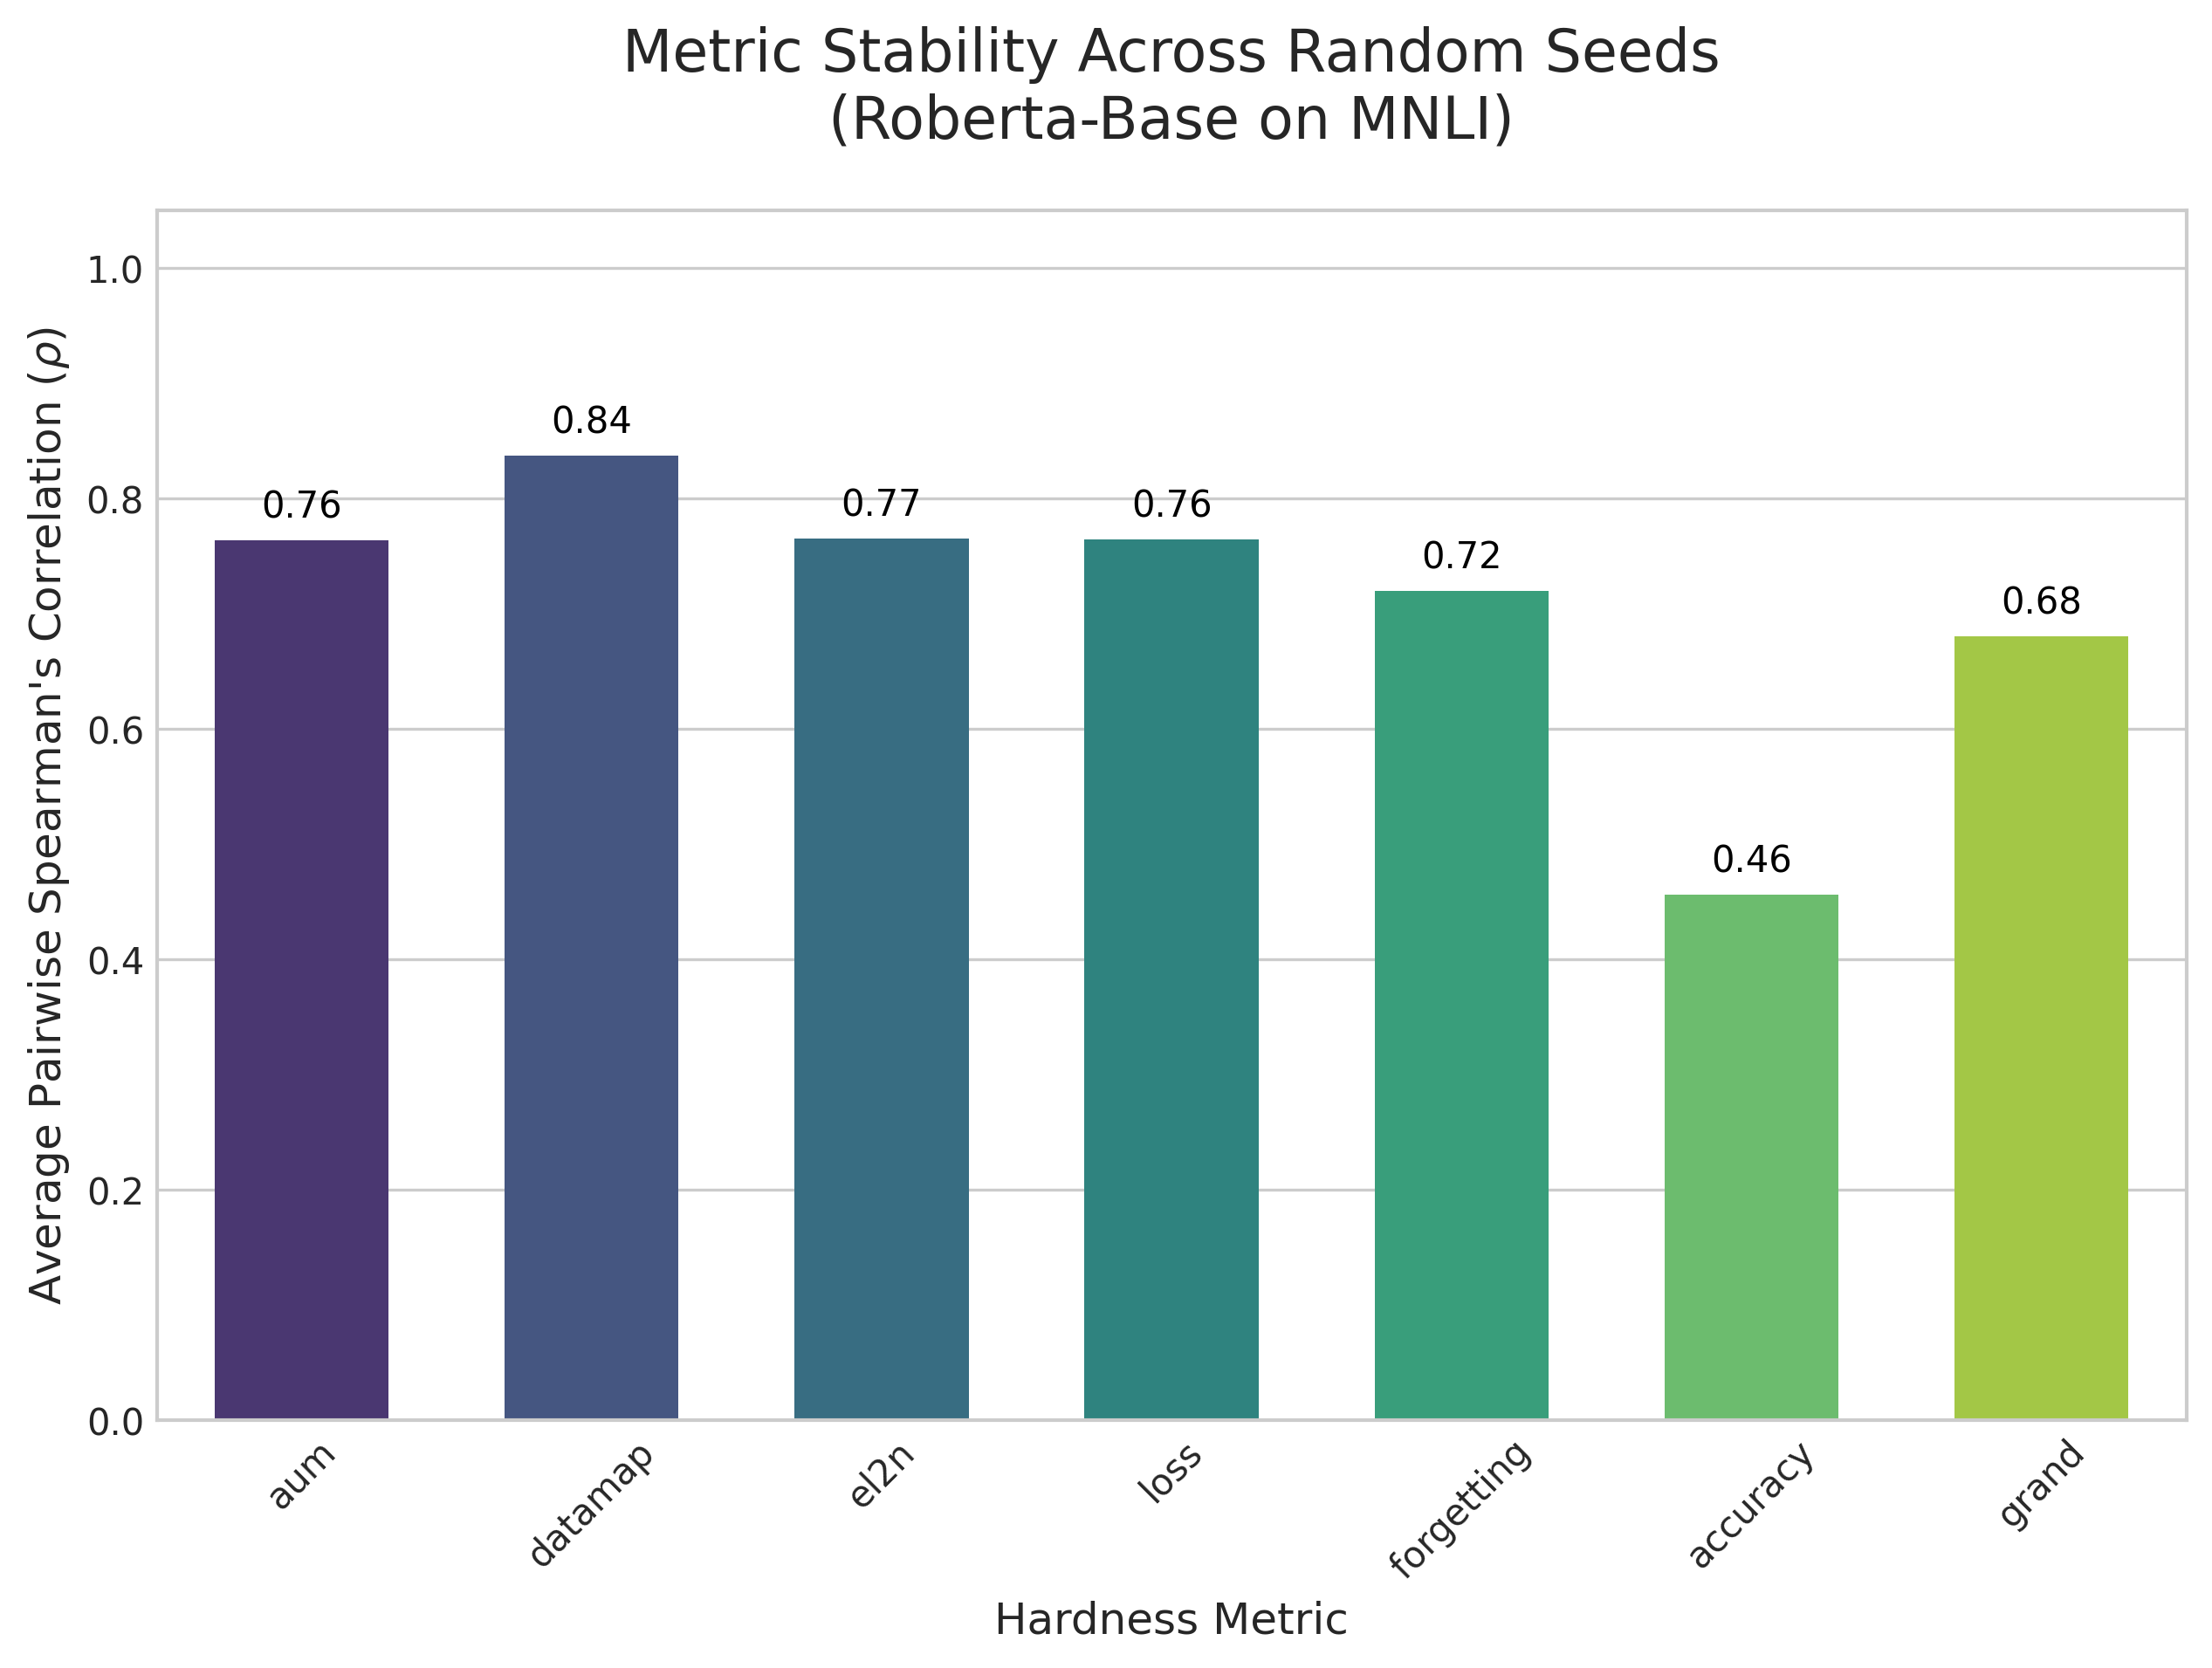 Metric Stability Across Random Seeds
(Roberta-Base on MNLI)
Average Pairwise Spearman's Correlation (ρ)
1.0
0.8
0.6
0.4
0.2
0.0
0.76
0.84
0.77
0.76
0.72
0.46
0.68
aum
datamap
el2n
loss
forgetting
accuracy
grand
Hardness Metric